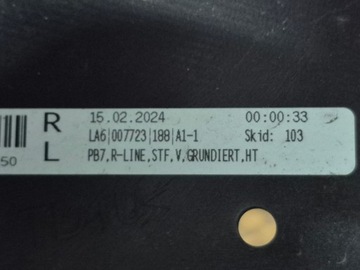 R 15.02.2024 00:00:33
LA6|007723|188|A1-1 Skid: 103
L PB7,R-LINE,STF,V,GRUNDIERT,HT
50